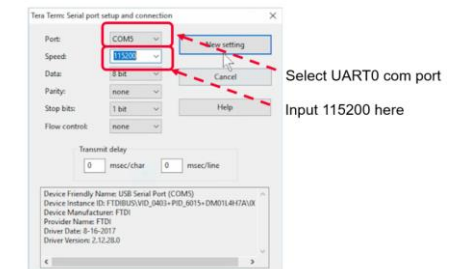 Tera Term: Serial port setup and connection
Port: COM5 New setting
Speed: 115200
Data: 8 bit Cancel
Parity: none
Stop bits: 1 bit Help
Flow control: none
Transmit delay
0 msec/char 0 msec/line
Device Friendly Name: USB Serial Port (COM5)
Device Instance ID: FTDIBUS\VID_0403+PID_6015+DM01L4H7A\0(
Device Manufacturer: FTDI
Provider Name: FTDI
Driver Date: 8-16-2017
Driver Version: 2.12.28.0
Select UART0 com port
Input 115200 here